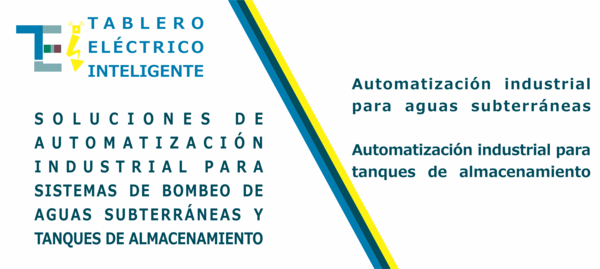 TABLERO
ELÉCTRICO
INTELIGENTE
SOLUCIONES DE
AUTOMATIZACIÓN
INDUSTRIAL PARA
SISTEMAS DE BOMBEO DE
AGUAS SUBTERRÁNEAS Y
TANQUES DE ALMACENAMIENTO
Automatización industrial
para aguas subterráneas
Automatización industrial para
tanques de almacenamiento